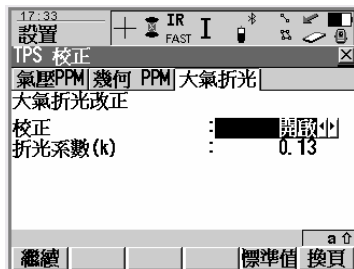 17:33
設置
IR
FAST
I
TPS 校正
氣壓PPM 幾何 PPM 大氣折光
大氣折光改正
校正 : 開啟
折光系數(k) : 0.13
a
繼續 標準值 換頁